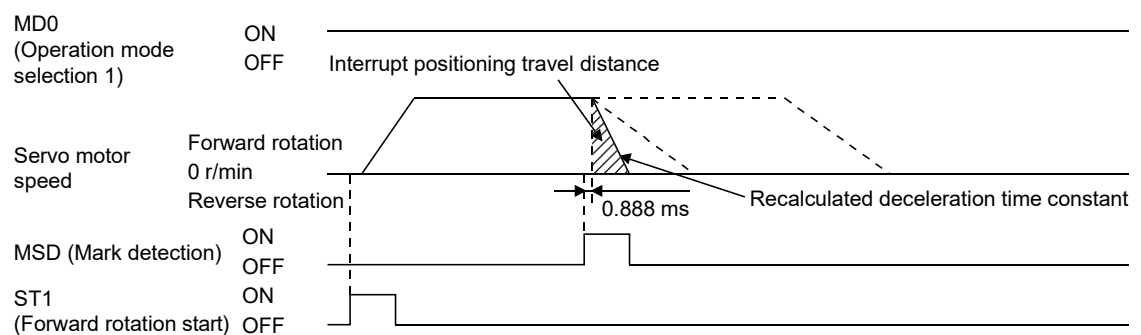 MD0
(Operation mode
selection 1)
ON
OFF
Interrupt positioning travel distance
Servo motor
speed
Forward rotation
0 r/min
Reverse rotation
0.888 ms
Recalculated deceleration time constant
MSD (Mark detection)
ON
OFF
ST1
(Forward rotation start)
ON
OFF